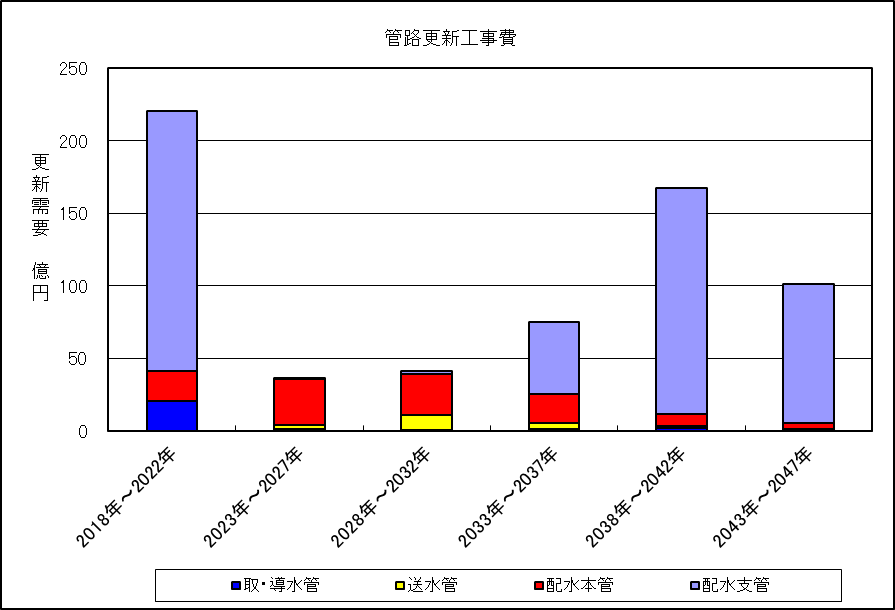 管路更新工事費
更新需要　億円
250
200
150
100
50
0
2018年～2022年
2023年～2027年
2028年～2032年
2033年～2037年
2038年～2042年
2043年～2047年
取・導水管 送水管 配水本管 配水支管